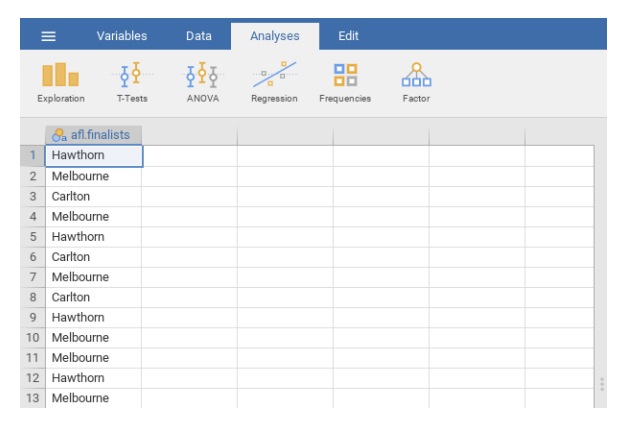 Variables Data Analyses Edit
Exploration T-Tests ANOVA Regression Frequencies Factor
a afl.finalists
1 Hawthorn
2 Melbourne
3 Carlton
4 Melbourne
5 Hawthorn
6 Carlton
7 Melbourne
8 Carlton
9 Hawthorn
10 Melbourne
11 Melbourne
12 Hawthorn
13 Melbourne